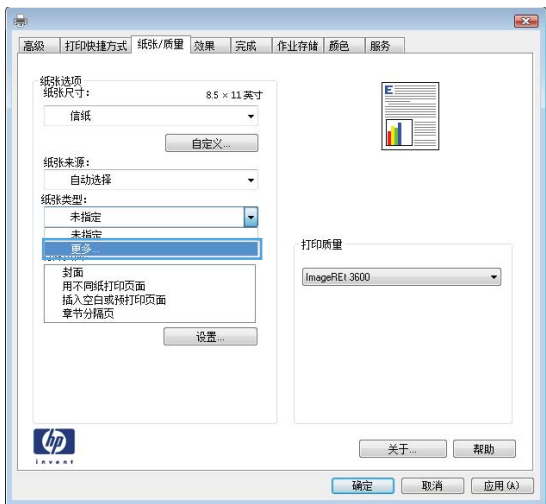 高级 打印快捷方式 纸张/质量 效果 完成 作业存储 颜色 服务
纸张选项
纸张尺寸： 8.5 × 11 英寸
信纸
自定义...
纸张来源：
自动选择
纸张类型：
未指定
未指定
更多...
封面
用不同纸打印页面
插入空白或预打印页面
章节分隔页
设置...
打印质量
ImageREt 3600
E
hp
invent
关于... 帮助
确定 取消 应用(A)